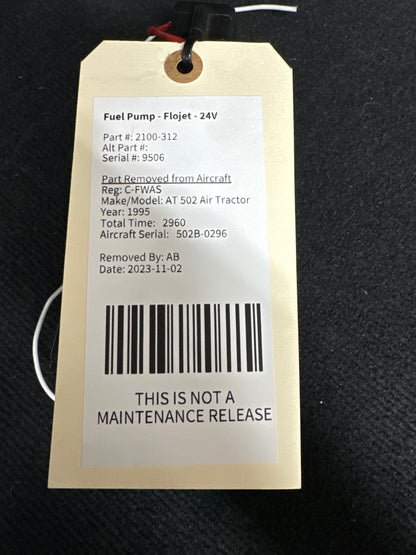 Fuel Pump - Flojet - 24V
Part #: 2100-312
Alt Part #:
Serial #: 9506
Part Removed from Aircraft
Reg: C-FWAS
Make/Model: AT 502 Air Tractor
Year: 1995
Total Time: 2960
Aircraft Serial: 502B-0296
Removed By: AB
Date: 2023-11-02
THIS IS NOT A
MAINTENANCE RELEASE